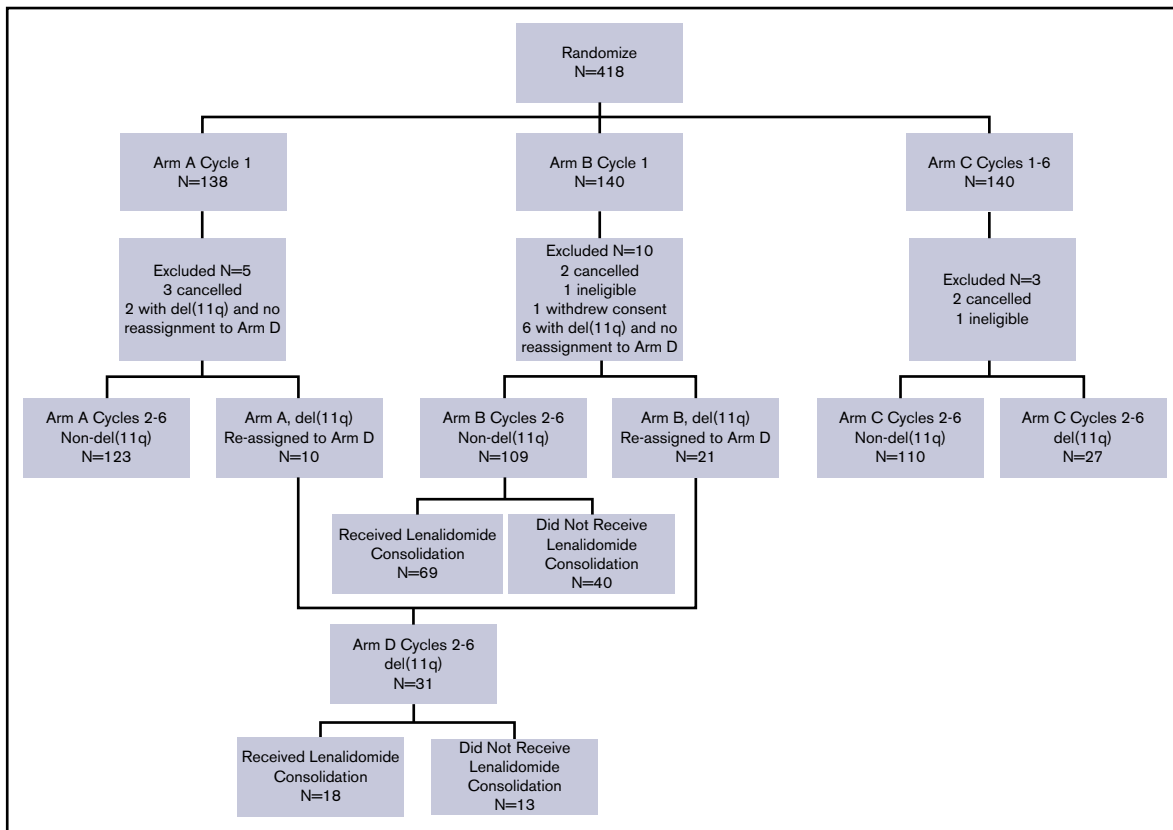 Randomize
N=418
Arm A Cycle 1
N=138
Arm B Cycle 1
N=140
Arm C Cycles 1-6
N=140
Excluded N=5
3 cancelled
2 with del(11q) and no
reassignment to Arm D
Excluded N=10
2 cancelled
1 ineligible
1 withdrew consent
6 with del(11q) and no
reassignment to Arm D
Excluded N=3
2 cancelled
1 ineligible
Arm A Cycles 2-6
Non-del(11q)
N=123
Arm A, del(11q)
Re-assigned to Arm D
N=10
Arm B Cycles 2-6
Non-del(11q)
N=109
Arm B, del(11q)
Re-assigned to Arm D
N=21
Arm C Cycles 2-6
Non-del(11q)
N=110
Arm C Cycles 2-6
del(11q)
N=27
Received Lenalidomide
Consolidation
N=69
Did Not Receive
Lenalidomide
Consolidation
N=40
Arm D Cycles 2-6
del(11q)
N=31
Received Lenalidomide
Consolidation
N=18
Did Not Receive
Lenalidomide
Consolidation
N=13